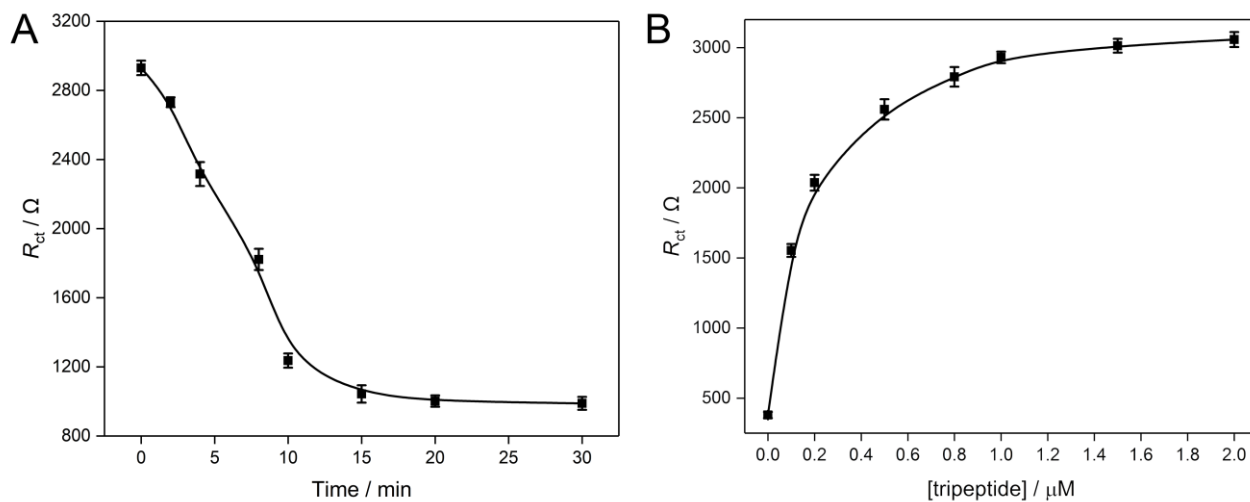 A
3200
2800
2400
2000
1600
1200
800
R_ct / Ω
0 5 10 15 20 25 30
Time / min
B
3000
2500
2000
1500
1000
500
R_ct / Ω
0.0 0.2 0.4 0.6 0.8 1.0 1.2 1.4 1.6 1.8 2.0
[tripeptide] / μM